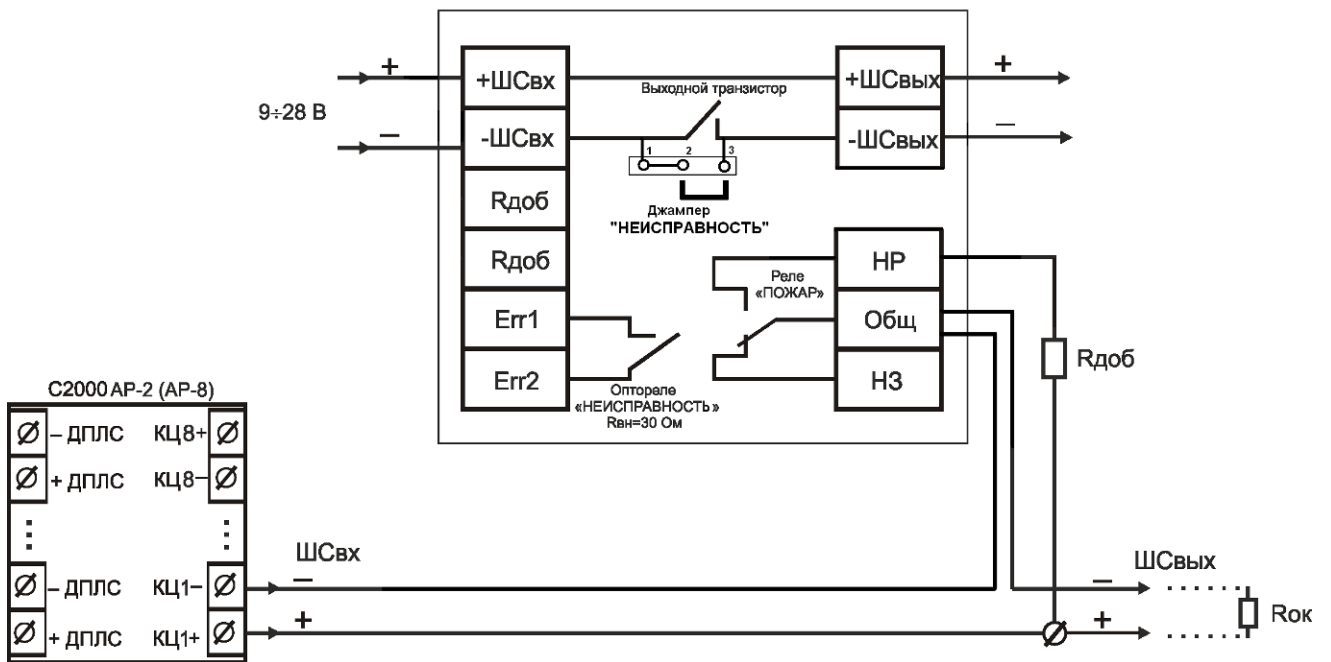 9÷28 В
+
–
+ШСвх
-ШСвх
Rдоб
Rдоб
Err1
Err2
Выходной транзистор
1 2 3
Джампер
"НЕИСПРАВНОСТЬ"
Реле
«ПОЖАР»
Оптореле
«НЕИСПРАВНОСТЬ»
Rвн=30 Ом
+ШСвых
-ШСвых
НР
Общ
НЗ
+
–
Rдоб
С2000 АР-2 (АР-8)
– ДПЛС КЦ8+
+ ДПЛС КЦ8–
– ДПЛС КЦ1–
+ ДПЛС КЦ1+
ШСвх
–
+
ШСвых
–
+
Rок